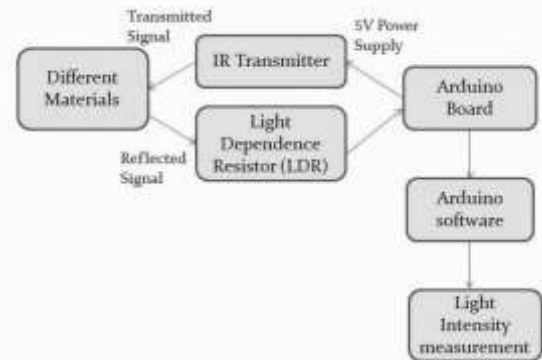 Transmitted
Signal
5V Power
Supply
IR Transmitter
Different
Materials
Arduino
Board
Light
Dependence
Resistor (LDR)
Reflected
Signal
Arduino
software
Light
Intensity
measurement